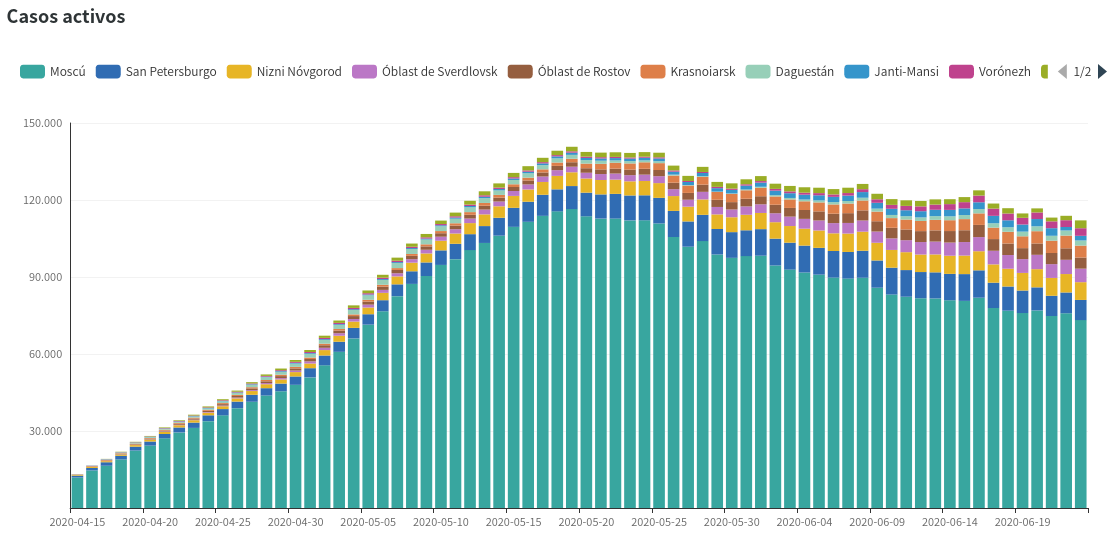 Casos activos
Moscú San Petersburgo Nizni Nóvgorod Óblast de Sverdlovsk Óblast de Rostov Krasnoiarsk Daguestán Janti-Mansi Vorónezh 1/2
150.000
120.000
90.000
60.000
30.000
2020-04-15 2020-04-20 2020-04-25 2020-04-30 2020-05-05 2020-05-10 2020-05-15 2020-05-20 2020-05-25 2020-05-30 2020-06-04 2020-06-09 2020-06-14 2020-06-19